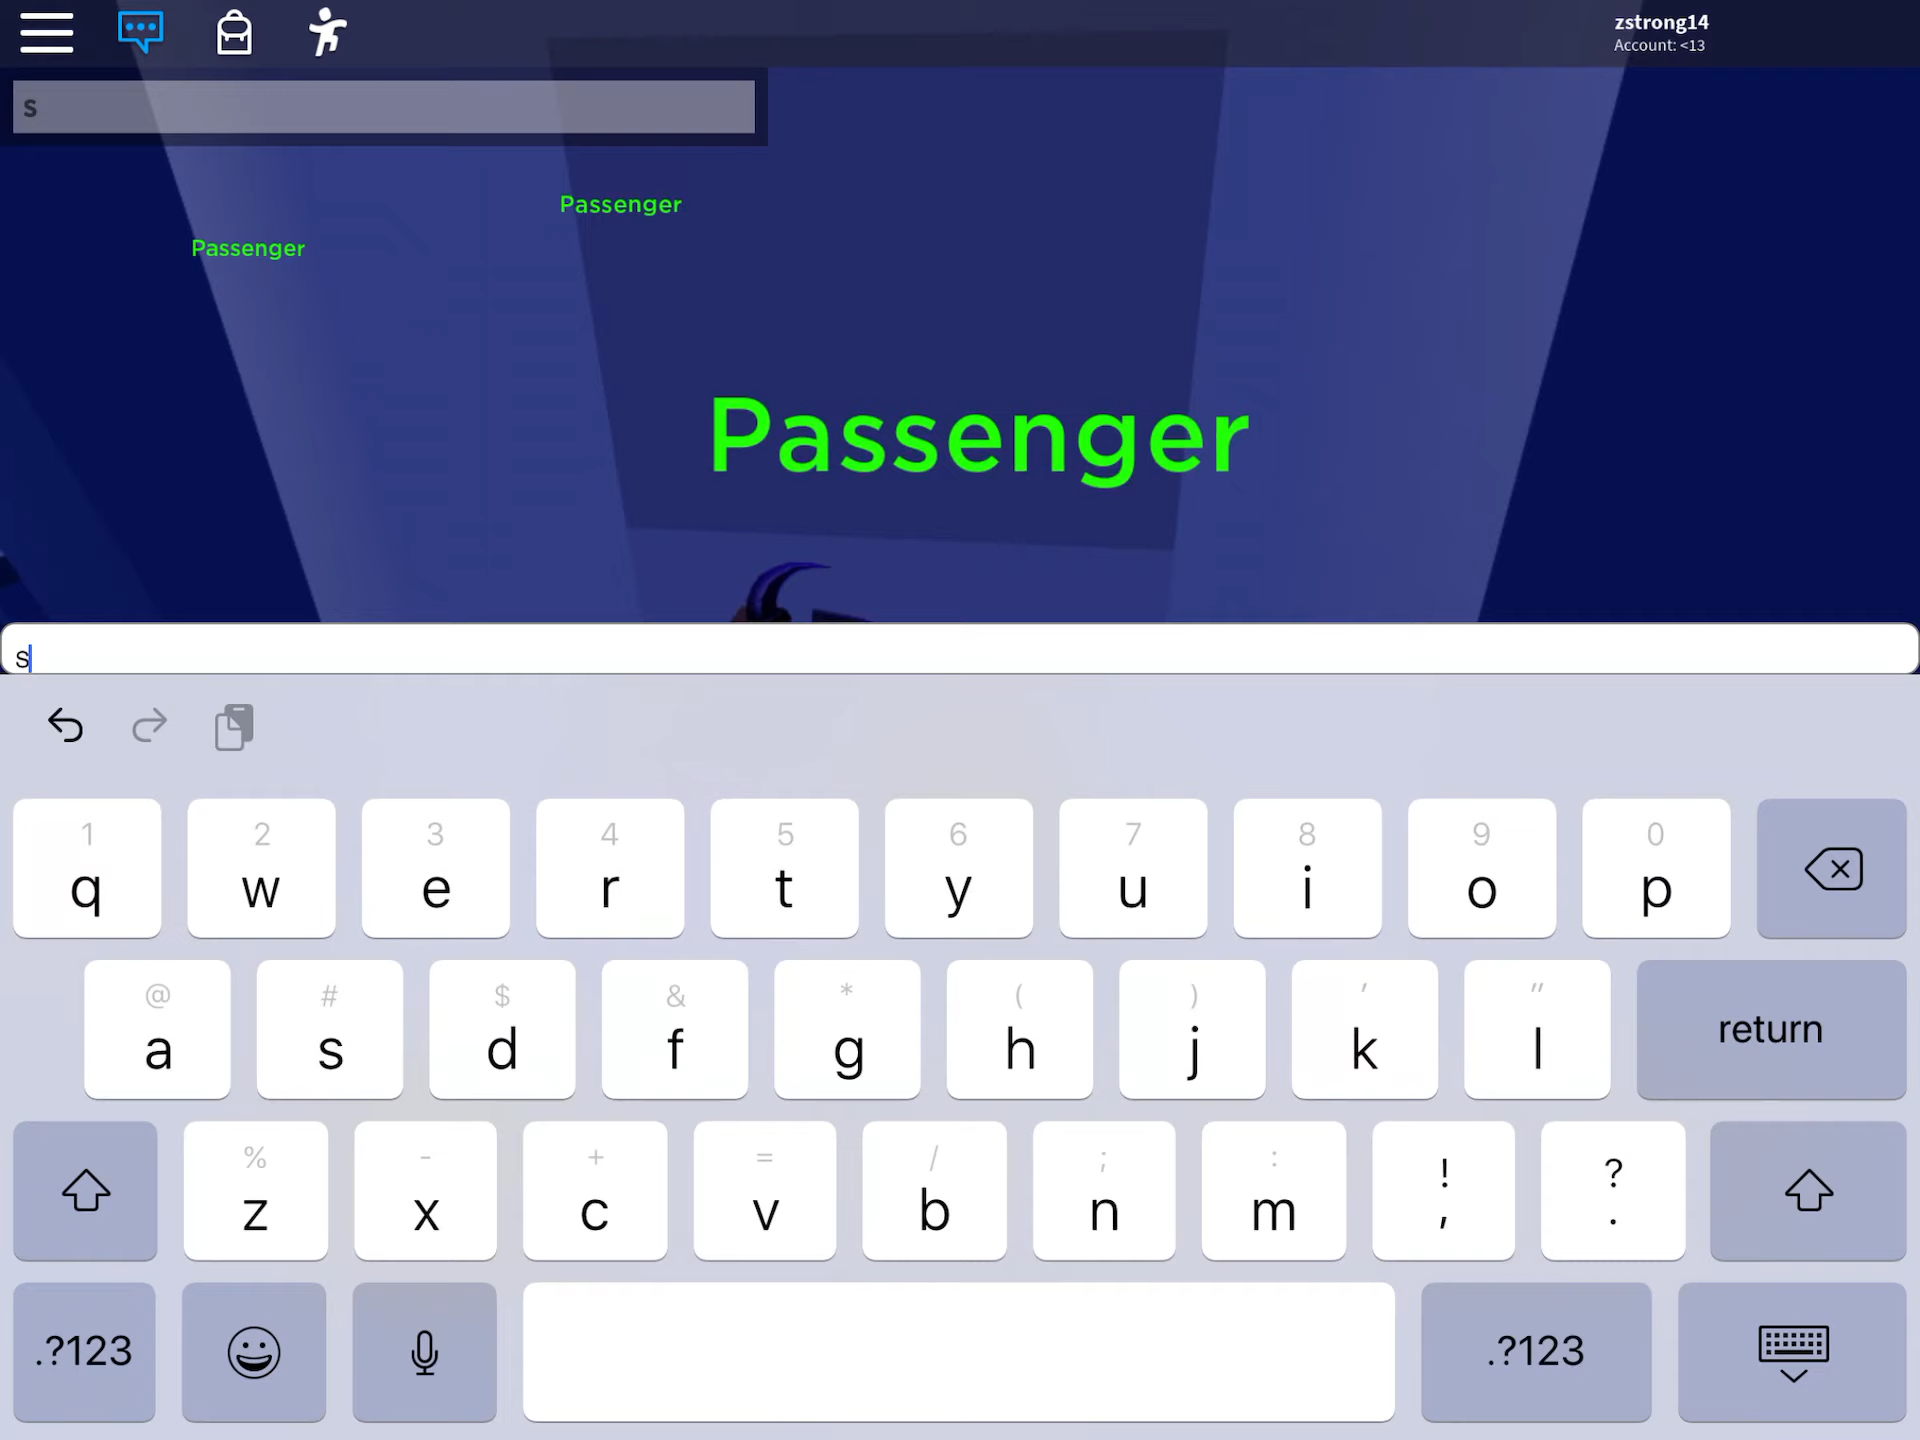 zstrong14
Account: <13
s
Passenger
Passenger
Passenger
s
1 2 3 4 5 6 7 8 9 0
q w e r t y u i o p
@ # $ & * ( ) ' "
a s d f g h j k l return
% - + = / ; : ! ?
z x c v b n m , .
.?123 .?123